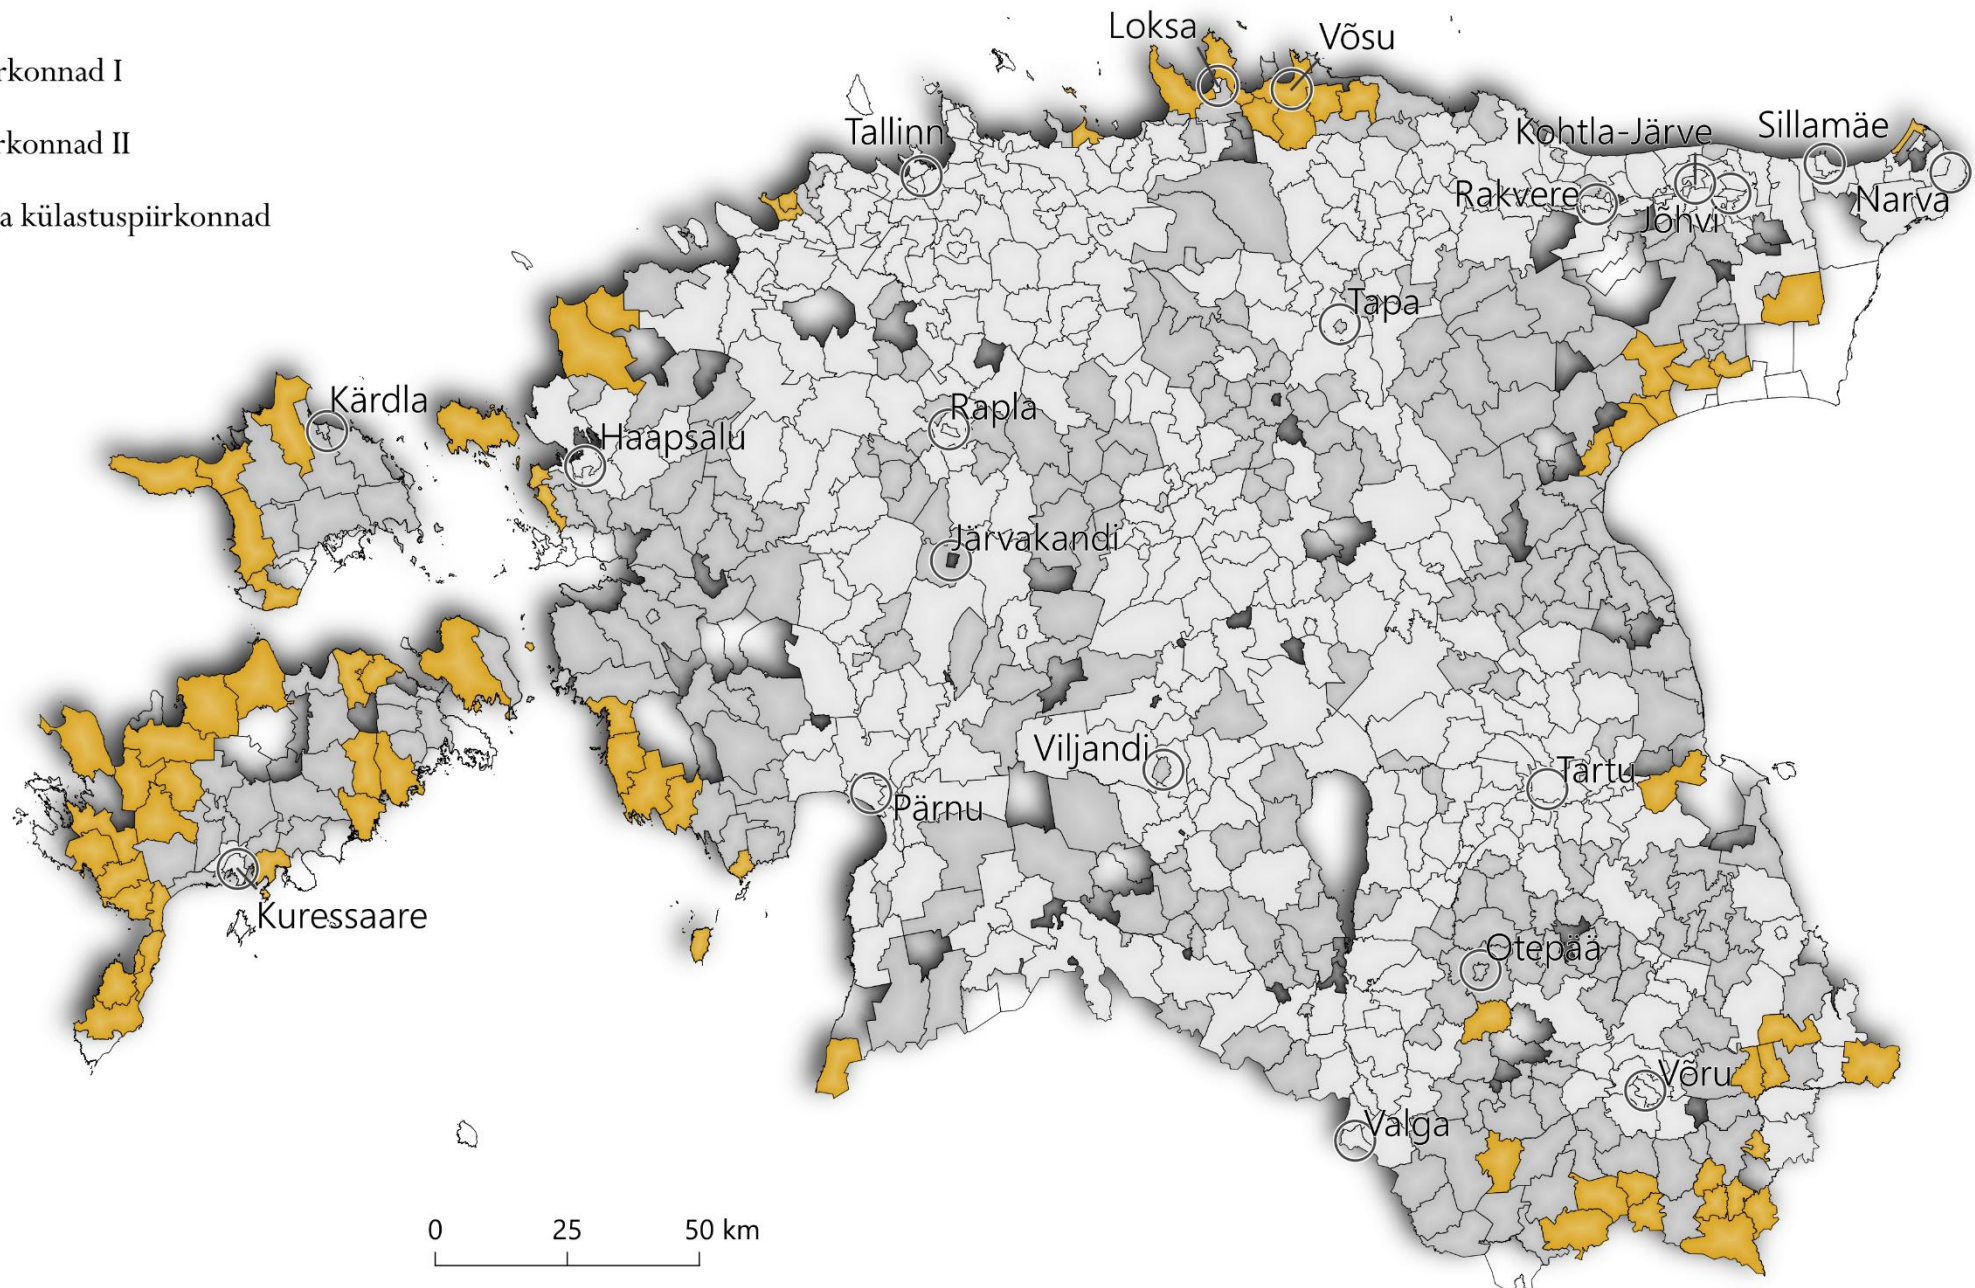 rkonnad I
rkonnad II
a külastuspiirkonnad
Loksa
Võsu
Tallinn
Kohtla-Järve
Sillamäe
Rakvere
Jõhvi
Narva
Tapa
Kärdla
Rapla
Haapsalu
Järvakandi
Viljandi
Tartu
Pärnu
Kuressaare
Otepää
Võru
Valga
0 25 50 km